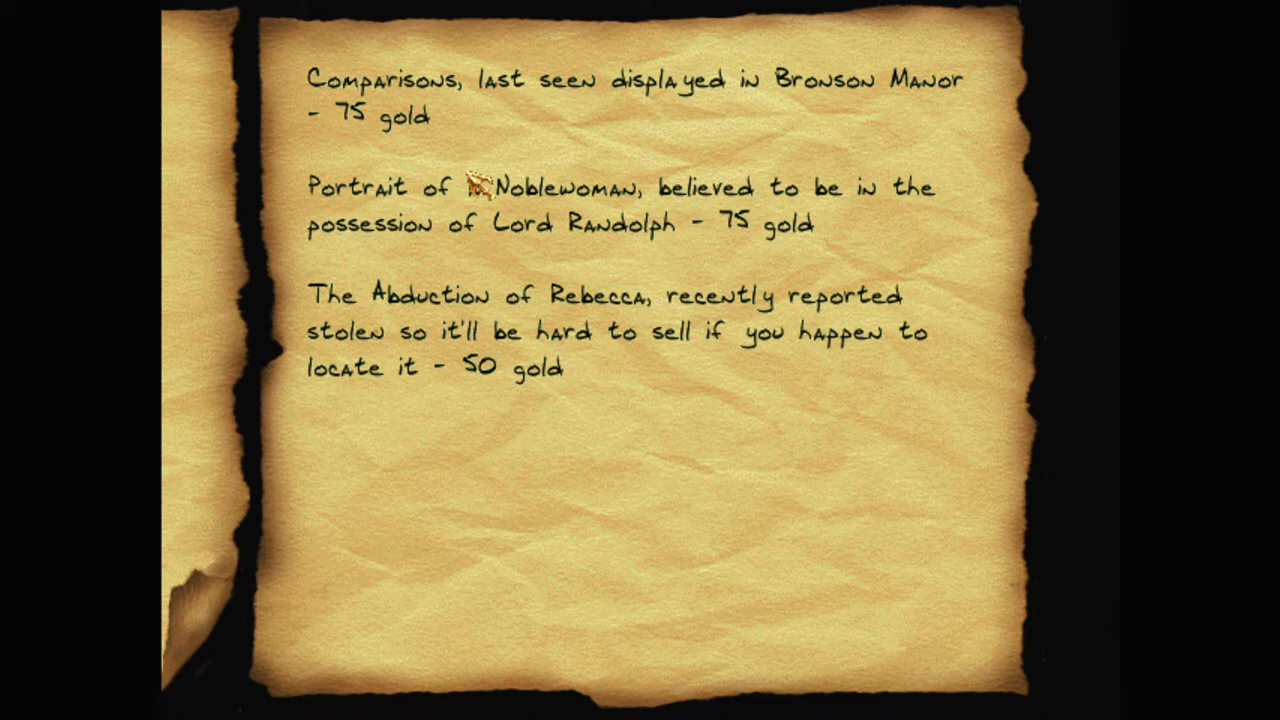 Comparisons, last seen displayed in Bronson Manor
- 75 gold
Portrait of Noblewoman, believed to be in the
possession of Lord Randolph - 75 gold
The Abduction of Rebecca, recently reported
stolen so it'll be hard to sell if you happen to
locate it - 50 gold